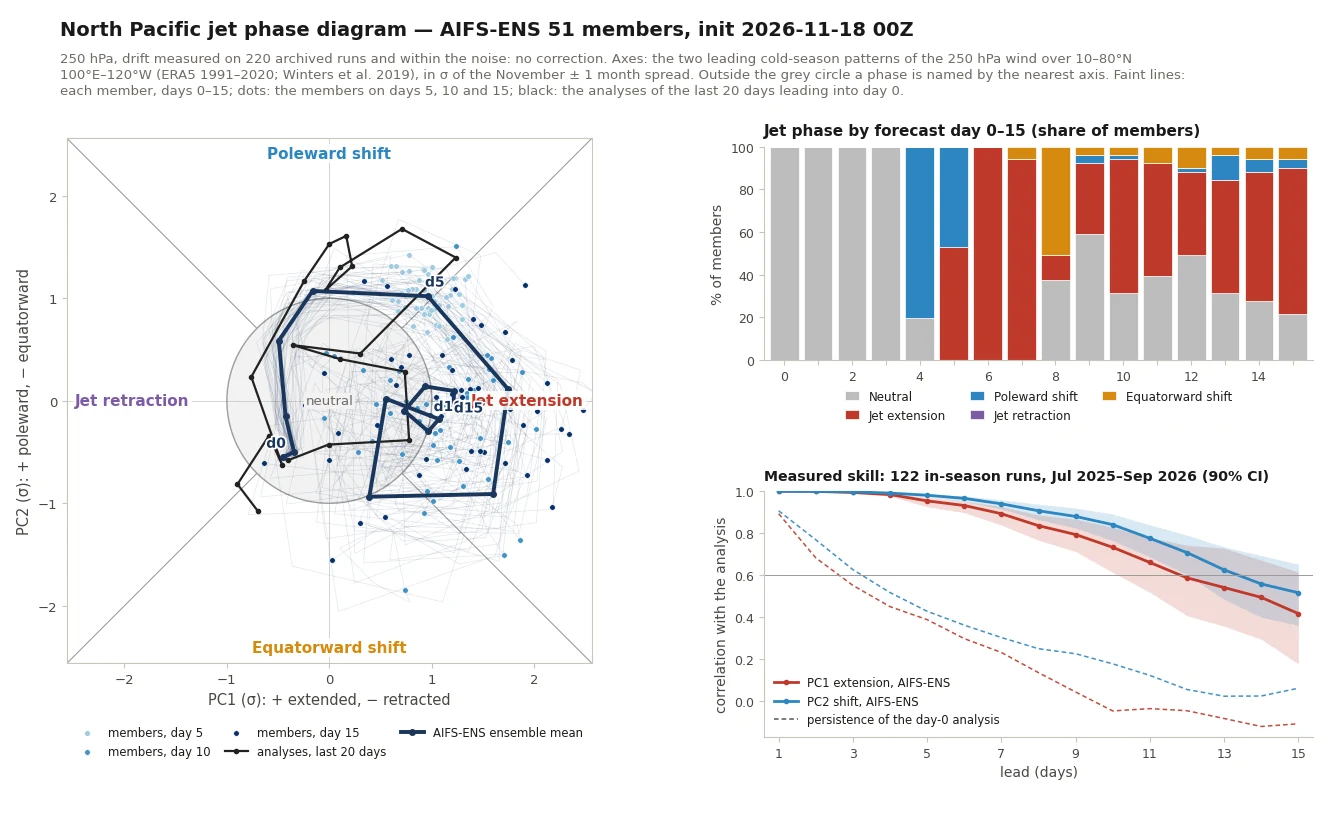 North Pacific jet phase diagram — AIFS-ENS 51 members, init 2026-11-18 00Z
250 hPa, drift measured on 220 archived runs and within the noise: no correction. Axes: the two leading cold-season patterns of the 250 hPa wind over 10–80°N
100°E–120°W (ERA5 1991–2020; Winters et al. 2019), in σ of the November ± 1 month spread. Outside the grey circle a phase is named by the nearest axis. Faint lines:
each member, days 0–15; dots: the members on days 5, 10 and 15; black: the analyses of the last 20 days leading into day 0.
Poleward shift
Jet retraction
neutral
Jet extension
Equatorward shift
d0
d5
d10
d15
2
1
0
−1
−2
PC2 (σ): + poleward, − equatorward
−2
−1
0
1
2
PC1 (σ): + extended, − retracted
members, day 5
members, day 15
AIFS-ENS ensemble mean
members, day 10
analyses, last 20 days
Jet phase by forecast day 0–15 (share of members)
100
80
60
40
20
0
% of members
0
2
4
6
8
10
12
14
Neutral
Poleward shift
Equatorward shift
Jet extension
Jet retraction
Measured skill: 122 in-season runs, Jul 2025–Sep 2026 (90% CI)
1.0
0.8
0.6
0.4
0.2
0.0
correlation with the analysis
PC1 extension, AIFS-ENS
PC2 shift, AIFS-ENS
persistence of the day-0 analysis
1
3
5
7
9
11
13
15
lead (days)